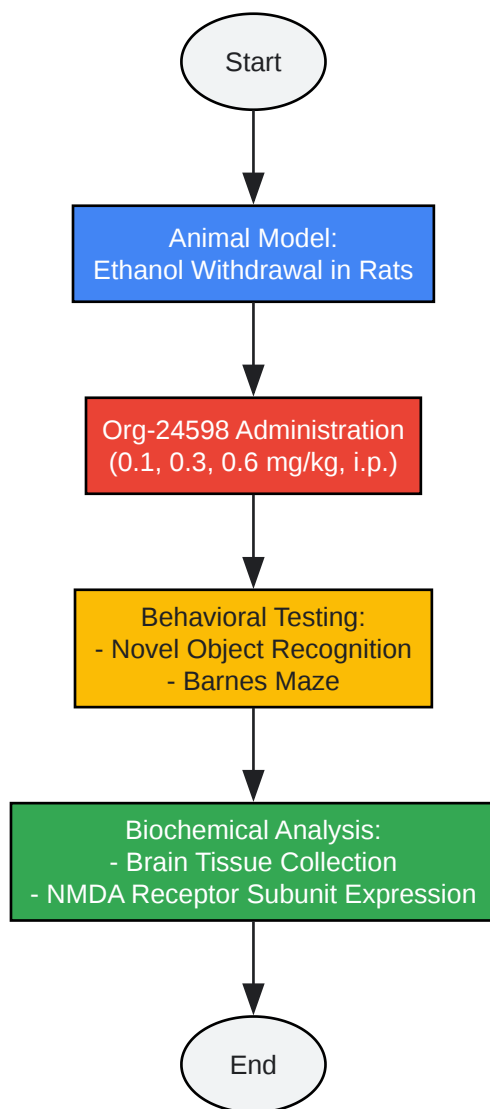 Start
Animal Model:
Ethanol Withdrawal in Rats
Org-24598 Administration
(0.1, 0.3, 0.6 mg/kg, i.p.)
Behavioral Testing:
- Novel Object Recognition
- Barnes Maze
Biochemical Analysis:
- Brain Tissue Collection
- NMDA Receptor Subunit Expression
End